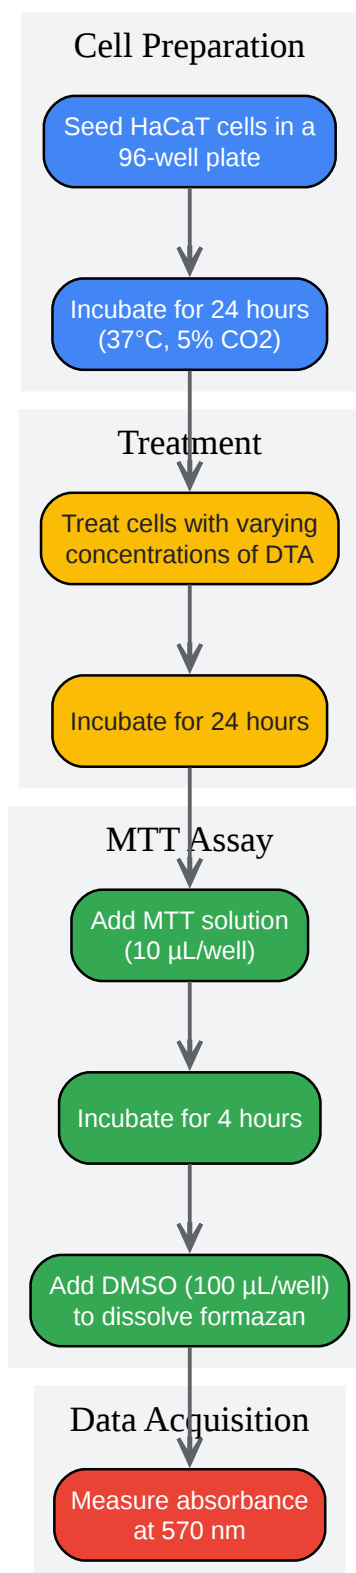 Cell Preparation
Seed HaCaT cells in a
96-well plate
Incubate for 24 hours
(37°C, 5% CO2)
Treatment
Treat cells with varying
concentrations of DTA
Incubate for 24 hours
MTT Assay
Add MTT solution
(10 µL/well)
Incubate for 4 hours
Add DMSO (100 µL/well)
to dissolve formazan
Data Acquisition
Measure absorbance
at 570 nm